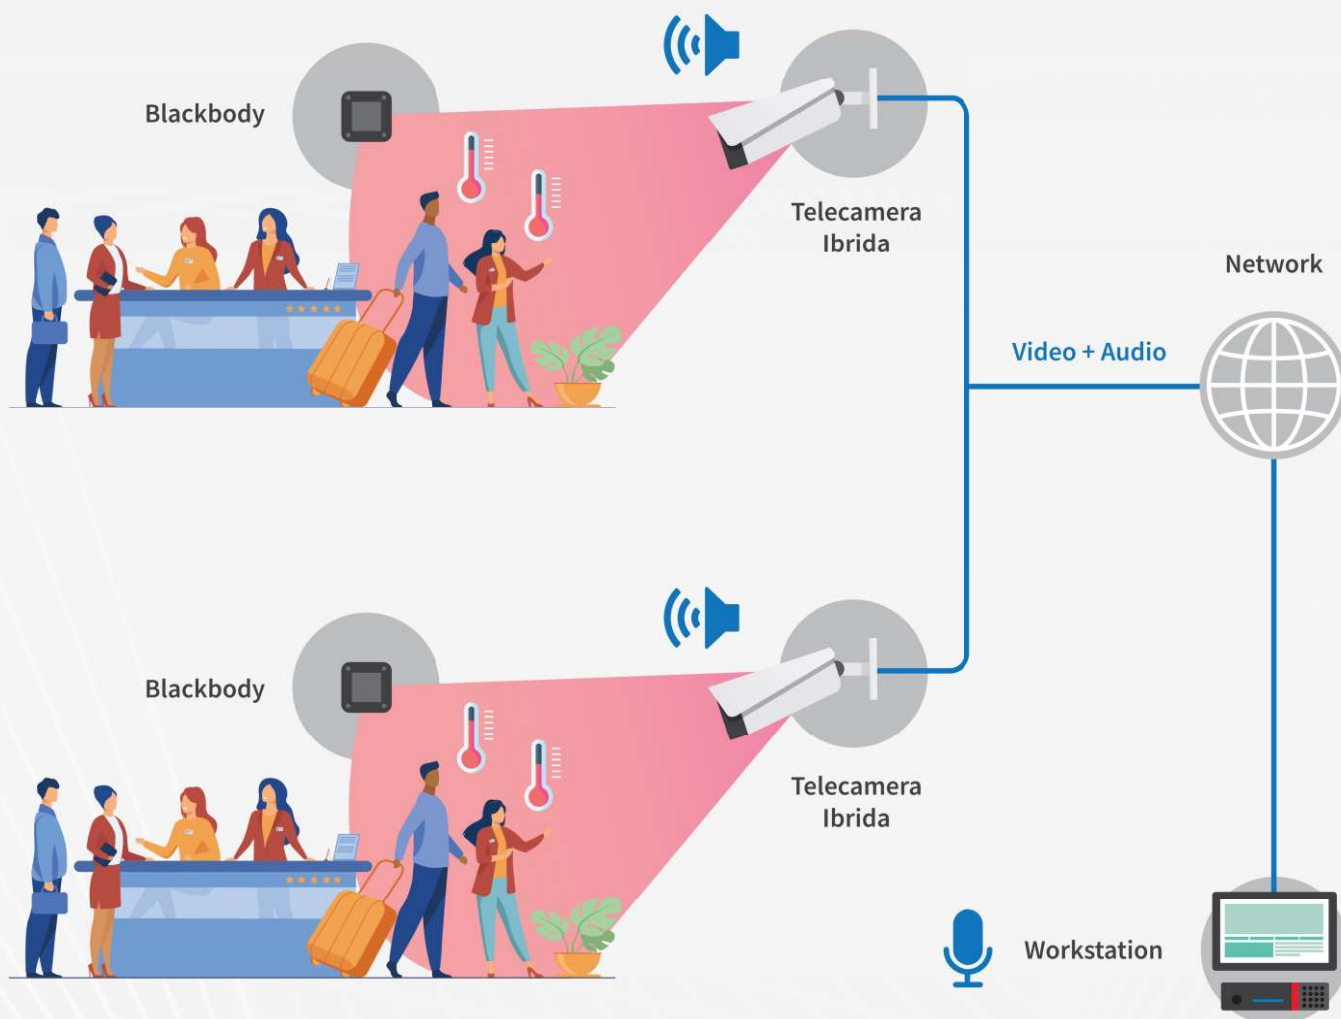 Blackbody
Telecamera
Ibrida
Network
Video + Audio
Blackbody
Telecamera
Ibrida
Workstation